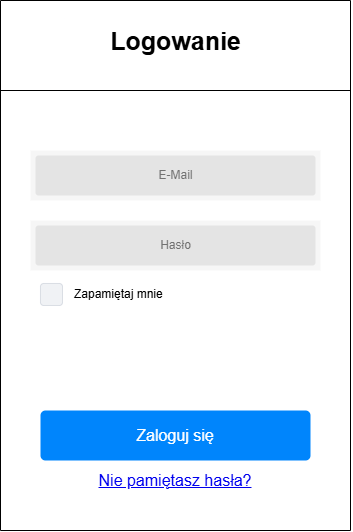 Logowanie
E-Mail
Hasło
Zapamiętaj mnie
Zaloguj się
Nie pamiętasz hasła?